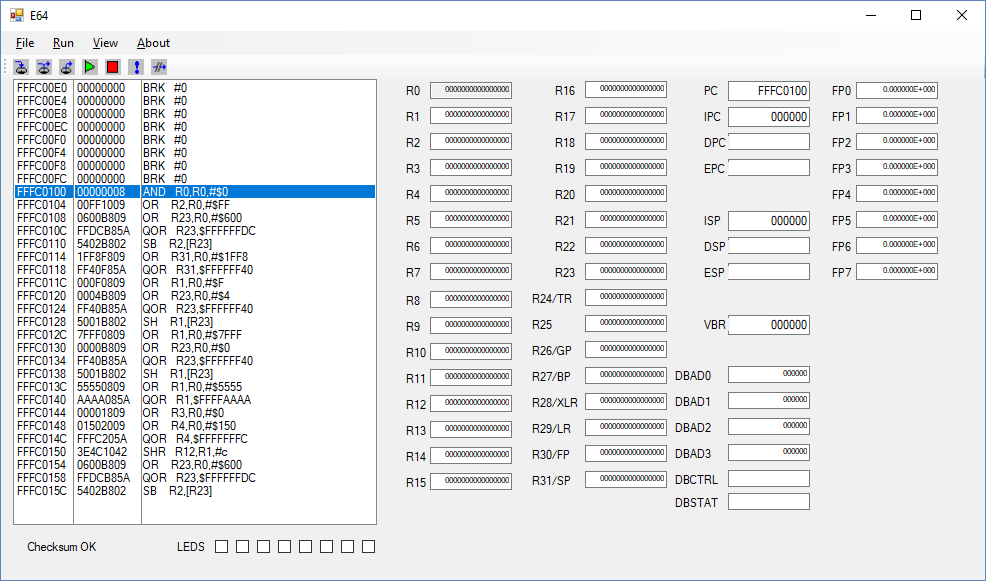 E64
File Run View About
FFFC00E0 00000000 BRK #0
FFFC00E4 00000000 BRK #0
FFFC00E8 00000000 BRK #0
FFFC00EC 00000000 BRK #0
FFFC00F0 00000000 BRK #0
FFFC00F4 00000000 BRK #0
FFFC00F8 00000000 BRK #0
FFFC00FC 00000000 BRK #0
FFFC0100 00000008 AND R0,R0,#$0
FFFC0104 00FF1009 OR R2,R0,#$FF
FFFC0108 0600B809 OR R23,R0,#$600
FFFC010C FFDCB85A QOR R23,$FFFFFFDC
FFFC0110 5402B802 SB R2,[R23]
FFFC0114 1FF8F809 OR R31,R0,#$1FF8
FFFC0118 FF40F85A QOR R31,$FFFFFF40
FFFC011C 000F0809 OR R1,R0,#$F
FFFC0120 0004B809 OR R23,R0,#$4
FFFC0124 FF40B85A QOR R23,$FFFFFF40
FFFC0128 5001B802 SH R1,[R23]
FFFC012C 7FFF0809 OR R1,R0,#$7FFF
FFFC0130 0000B809 OR R23,R0,#$0
FFFC0134 FF40B85A QOR R23,$FFFFFF40
FFFC0138 5001B802 SH R1,[R23]
FFFC013C 55550809 OR R1,R0,#$5555
FFFC0140 AAAA085A QOR R1,$FFFFAAAA
FFFC0144 00001809 OR R3,R0,#$0
FFFC0148 01502009 OR R4,R0,#$150
FFFC014C FFFC205A QOR R4,$FFFFFFFC
FFFC0150 3E4C1042 SHR R12,R1,#c
FFFC0154 0600B809 OR R23,R0,#$600
FFFC0158 FFDCB85A QOR R23,$FFFFFFDC
FFFC015C 5402B802 SB R2,[R23]
R0 0000000000000000
R1 0000000000000000
R2 0000000000000000
R3 0000000000000000
R4 0000000000000000
R5 0000000000000000
R6 0000000000000000
R7 0000000000000000
R8 0000000000000000
R9 0000000000000000
R10 0000000000000000
R11 0000000000000000
R12 0000000000000000
R13 0000000000000000
R14 0000000000000000
R15 0000000000000000
R16 0000000000000000
R17 0000000000000000
R18 0000000000000000
R19 0000000000000000
R20 0000000000000000
R21 0000000000000000
R22 0000000000000000
R23 0000000000000000
R24/TR 0000000000000000
R25 0000000000000000
R26/GP 0000000000000000
R27/BP 0000000000000000
R28/XLR 0000000000000000
R29/LR 0000000000000000
R30/FP 0000000000000000
R31/SP 0000000000000000
PC FFFC0100
IPC 000000
DPC
EPC
ISP 000000
DSP
ESP
VBR 000000
DBAD0 000000
DBAD1 000000
DBAD2 000000
DBAD3 000000
DBCTRL
DBSTAT
FP0 0.000000E+000
FP1 0.000000E+000
FP2 0.000000E+000
FP3 0.000000E+000
FP4 0.000000E+000
FP5 0.000000E+000
FP6 0.000000E+000
FP7 0.000000E+000
Checksum OK LEDS